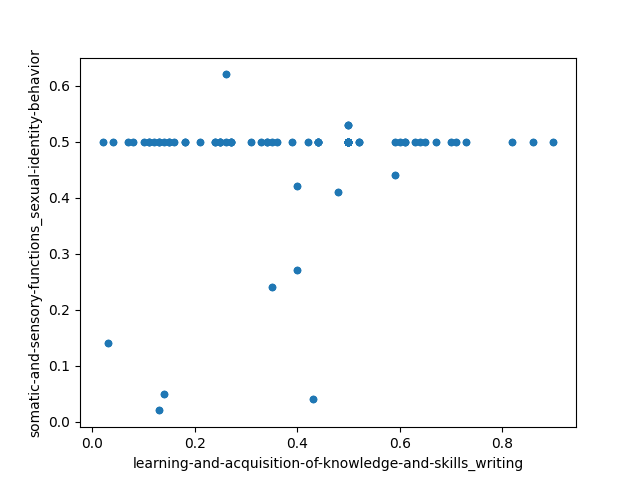 somatic-and-sensory-functions_sexual-identity-behavior
0.6
0.5
0.4
0.3
0.2
0.1
0.0
0.0 0.2 0.4 0.6 0.8
learning-and-acquisition-of-knowledge-and-skills_writing